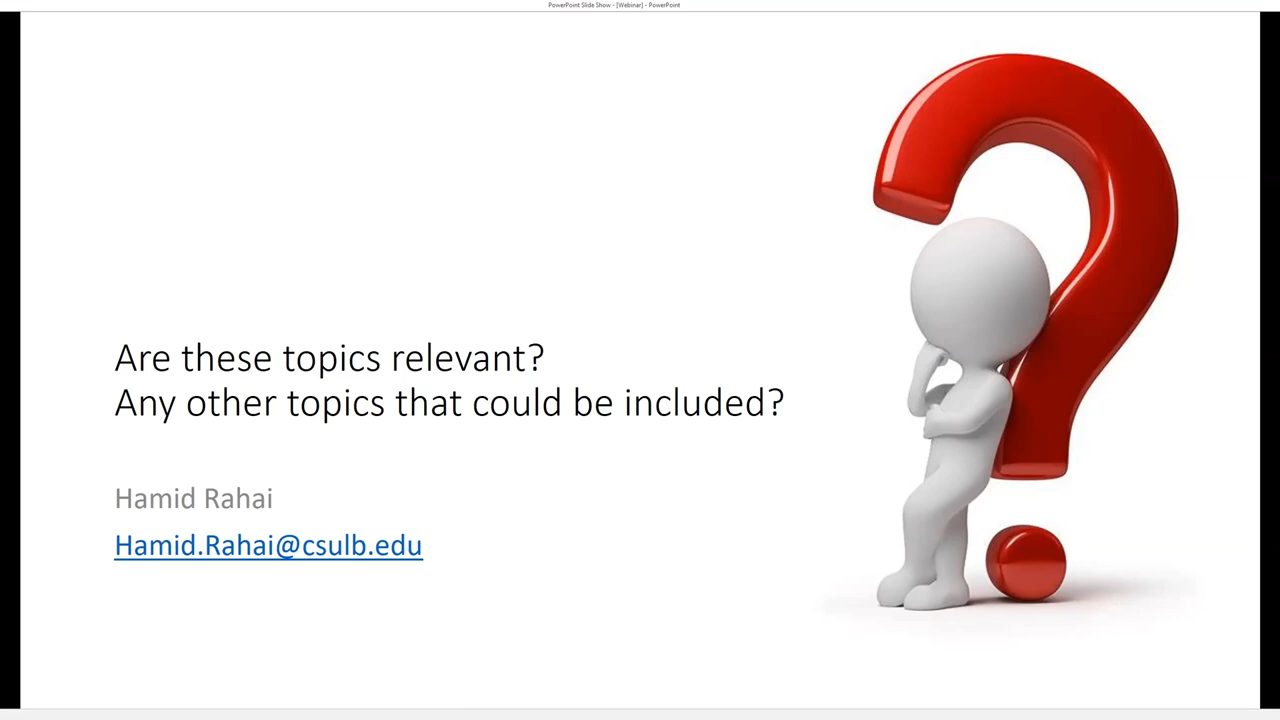 PowerPoint Slide Show - [Webinar] - PowerPoint
Are these topics relevant?
Any other topics that could be included?
Hamid Rahai
Hamid.Rahai@csulb.edu